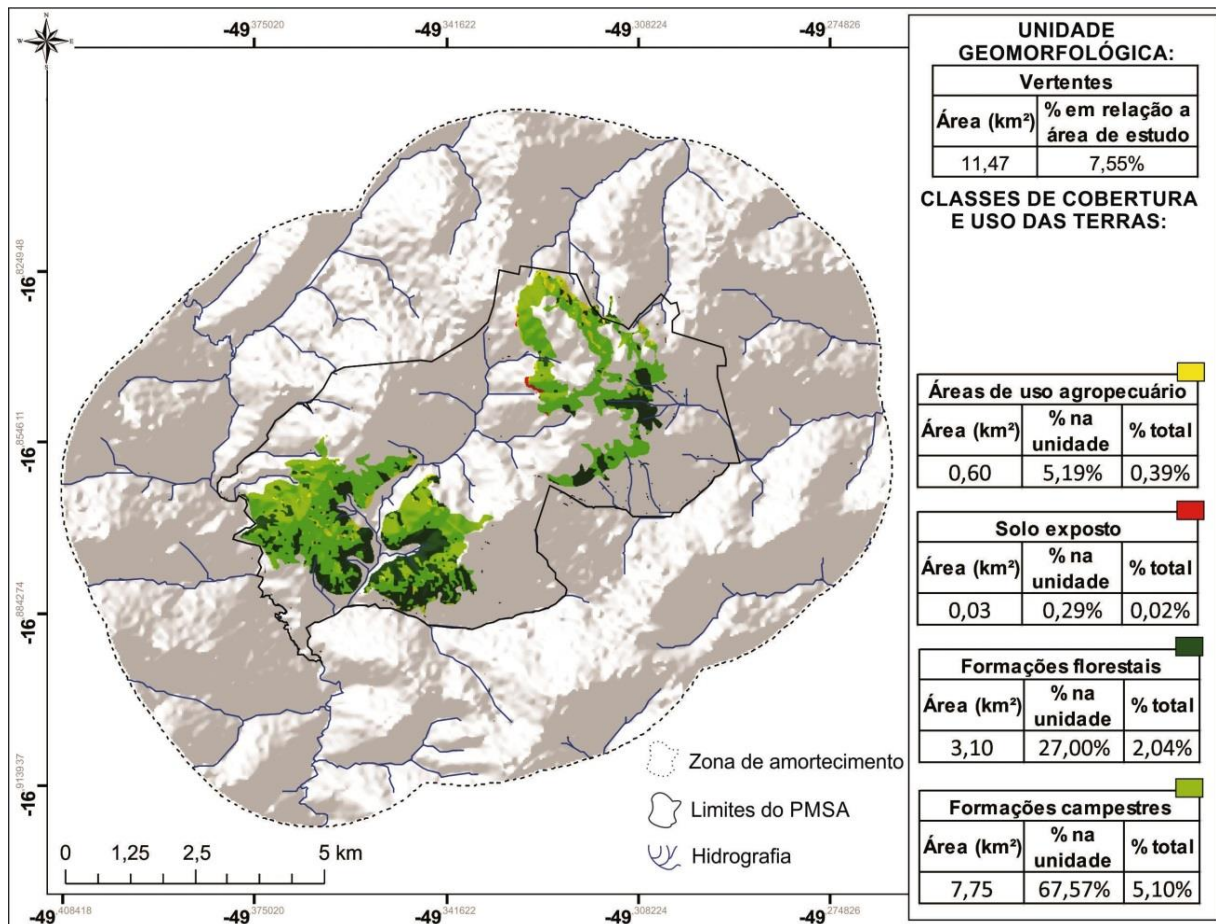 N
W
E
S
-49,375020
-49,341622
-49,308224
-49,274826
-16,824948
-16,854611
-16,884274
-16,913937
-49,408418
-49,375020
-49,341622
-49,308224
-49,274826
0 1,25 2,5 5 km
Zona de amortecimento
Limites do PMSA
Hidrografia
UNIDADE
GEOMORFOLÓGICA:
Vertentes
Área (km²) % em relação a
área de estudo
11,47 7,55%
CLASSES DE COBERTURA
E USO DAS TERRAS:
Áreas de uso agropecuário
Área (km²) % na
unidade % total
0,60 5,19% 0,39%
Solo exposto
Área (km²) % na
unidade % total
0,03 0,29% 0,02%
Formações florestais
Área (km²) % na
unidade % total
3,10 27,00% 2,04%
Formações campestres
Área (km²) % na
unidade % total
7,75 67,57% 5,10%